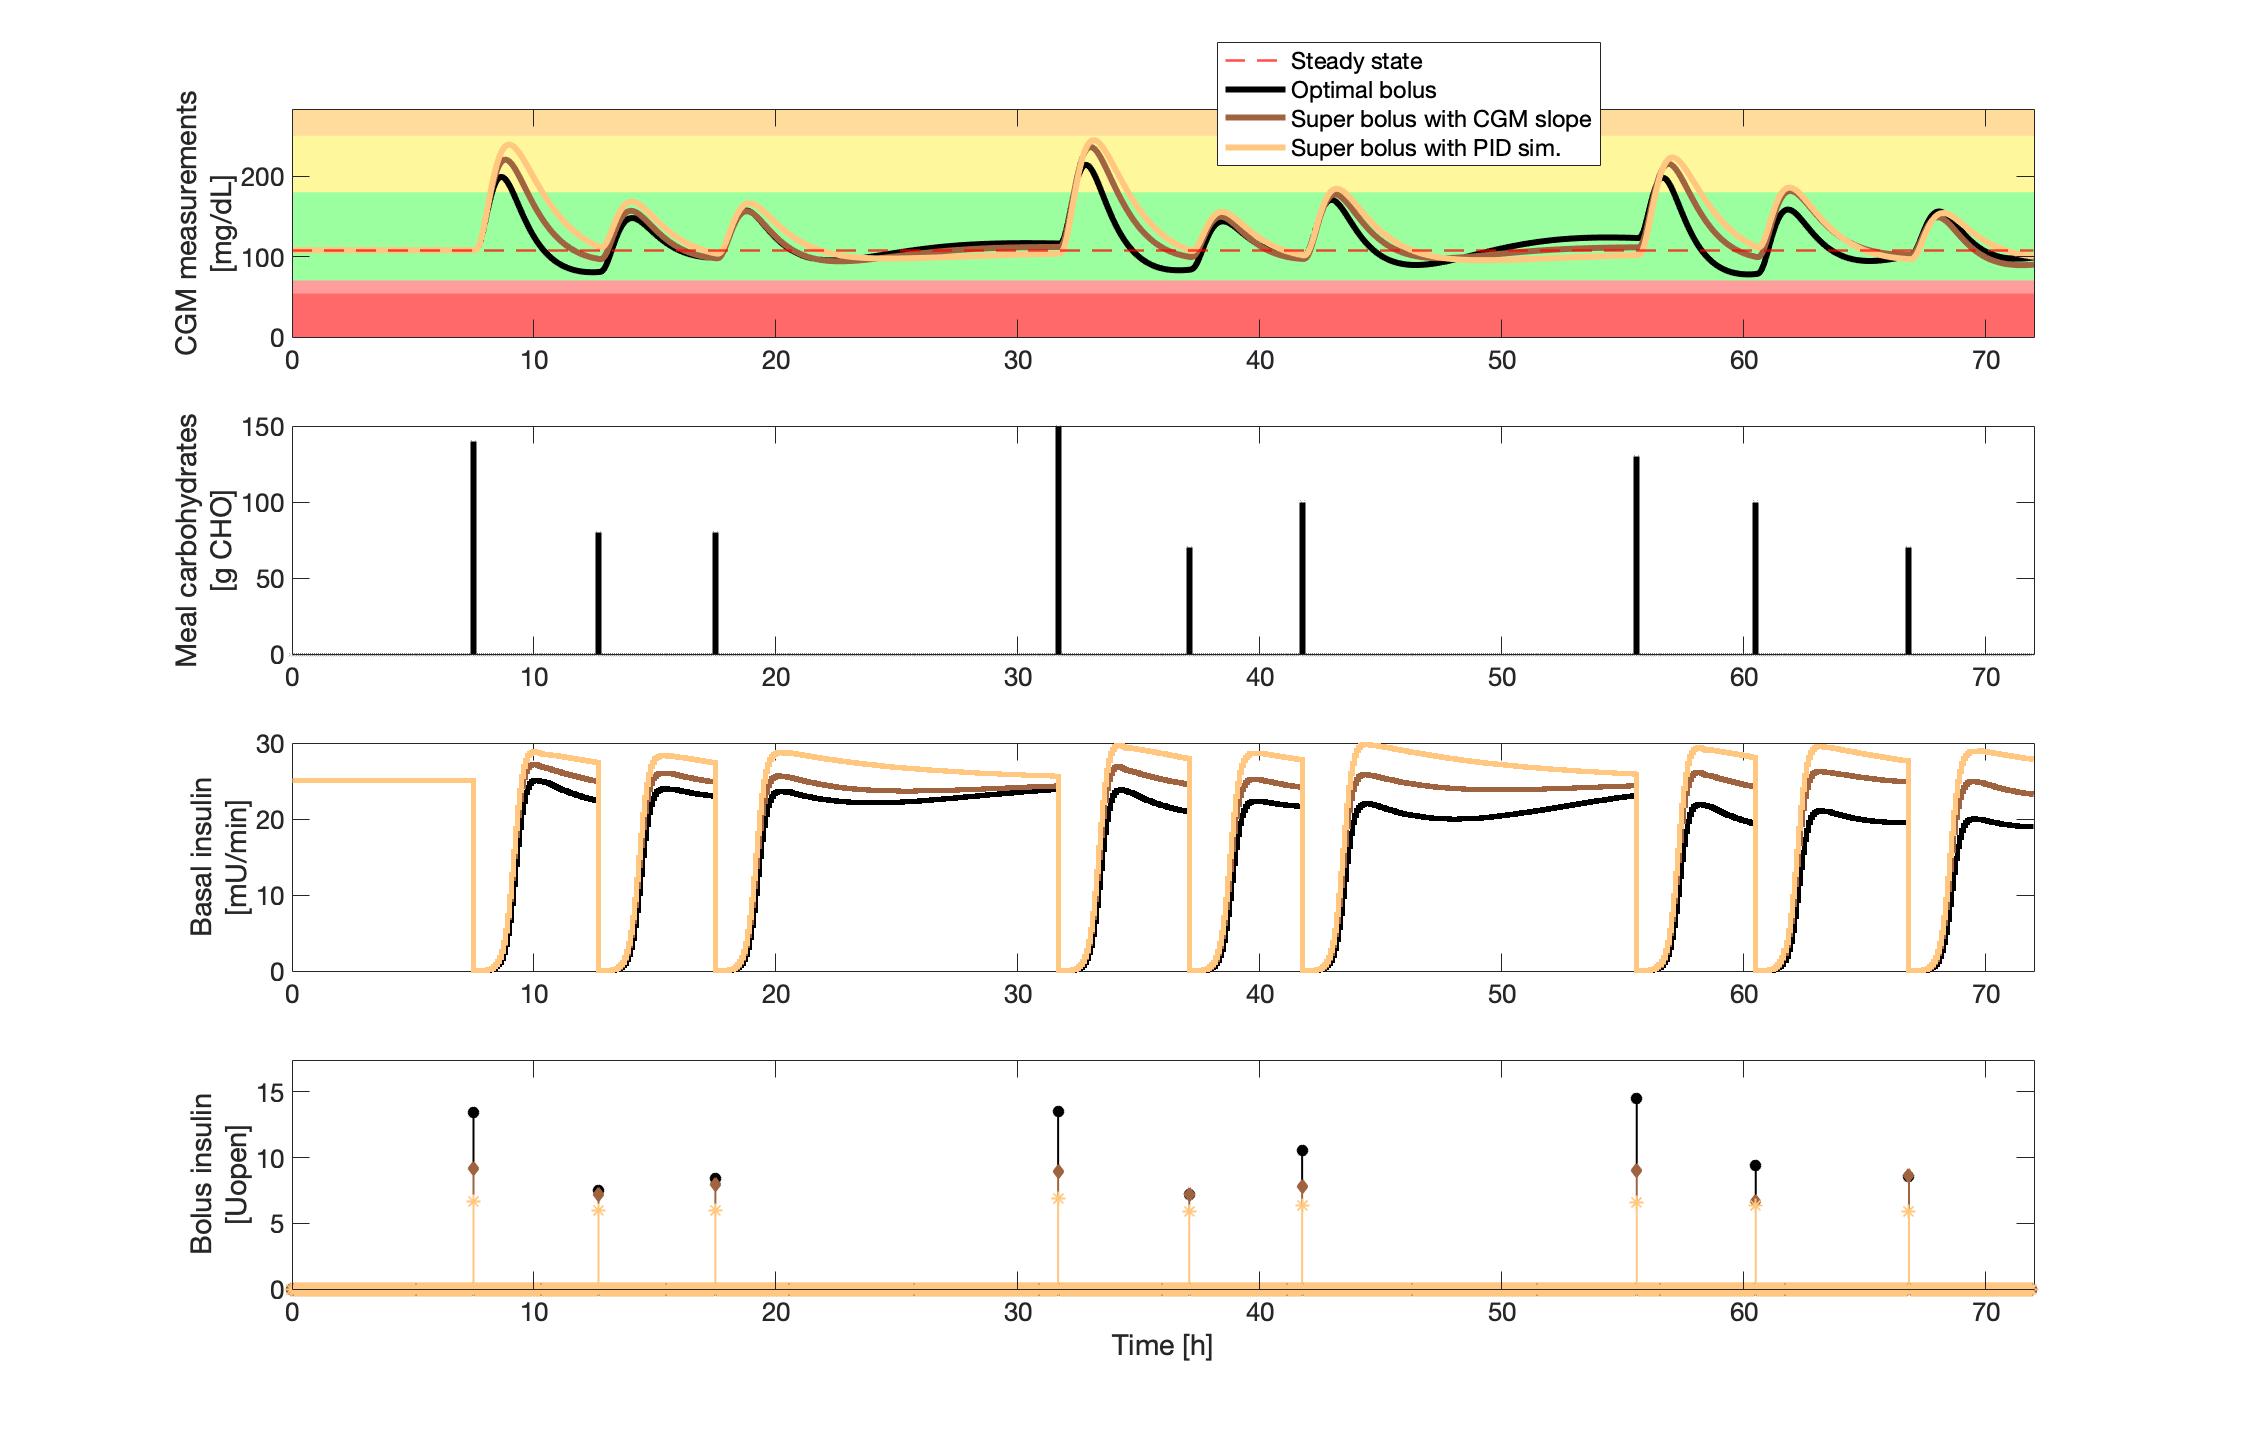 Steady state
Optimal bolus
Super bolus with CGM slope
Super bolus with PID sim.
CGM measurements
[mg/dL]
200
100
0
0 10 20 30 40 50 60 70
Meal carbohydrates
[g CHO]
150
100
50
0
0 10 20 30 40 50 60 70
Basal insulin
[mU/min]
30
20
10
0
0 10 20 30 40 50 60 70
Bolus insulin
[Uopen]
15
10
5
0
0 10 20 30 40 50 60 70
Time [h]